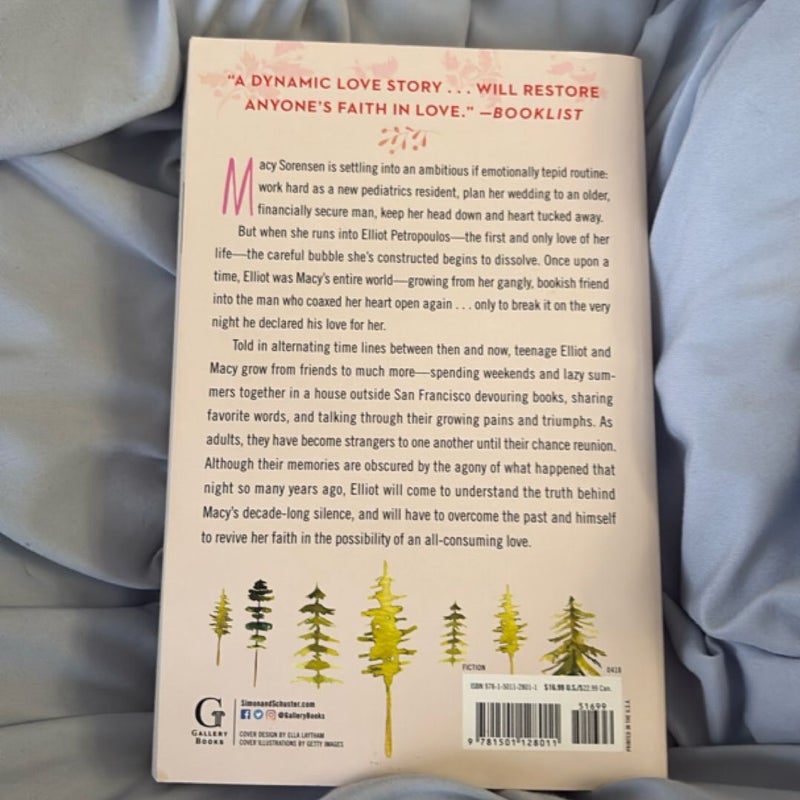 “A DYNAMIC LOVE STORY . . . WILL RESTORE
ANYONE’S FAITH IN LOVE.” —BOOKLIST
Macy Sorensen is settling into an ambitious if emotionally tepid routine:
work hard as a new pediatrics resident, plan her wedding to an older,
financially secure man, keep her head down and heart tucked away.
But when she runs into Elliot Petropoulos—the first and only love of her
life—the careful bubble she’s constructed begins to dissolve. Once upon a
time, Elliot was Macy’s entire world—growing from her gangly, bookish friend
into the man who coaxed her heart open again . . . only to break it on the very
night he declared his love for her.
Told in alternating time lines between then and now, teenage Elliot and
Macy grow from friends to much more—spending weekends and lazy sum-
mers together in a house outside San Francisco devouring books, sharing
favorite words, and talking through their growing pains and triumphs. As
adults, they have become strangers to one another until their chance reunion.
Although their memories are obscured by the agony of what happened that
night so many years ago, Elliot will come to understand the truth behind
Macy’s decade-long silence, and will have to overcome the past and himself
to revive her faith in the possibility of an all-consuming love.
FICTION
0418
ISBN 978-1-5011-2801-1 $16.99 U.S./$22.99 Can.
51699
9 781501 128011
PRINTED IN THE U.S.A.
G
GALLERY
BOOKS
SimonandSchuster.com
@GalleryBooks
COVER DESIGN BY ELLA LAYTHAM
COVER ILLUSTRATIONS BY GETTY IMAGES